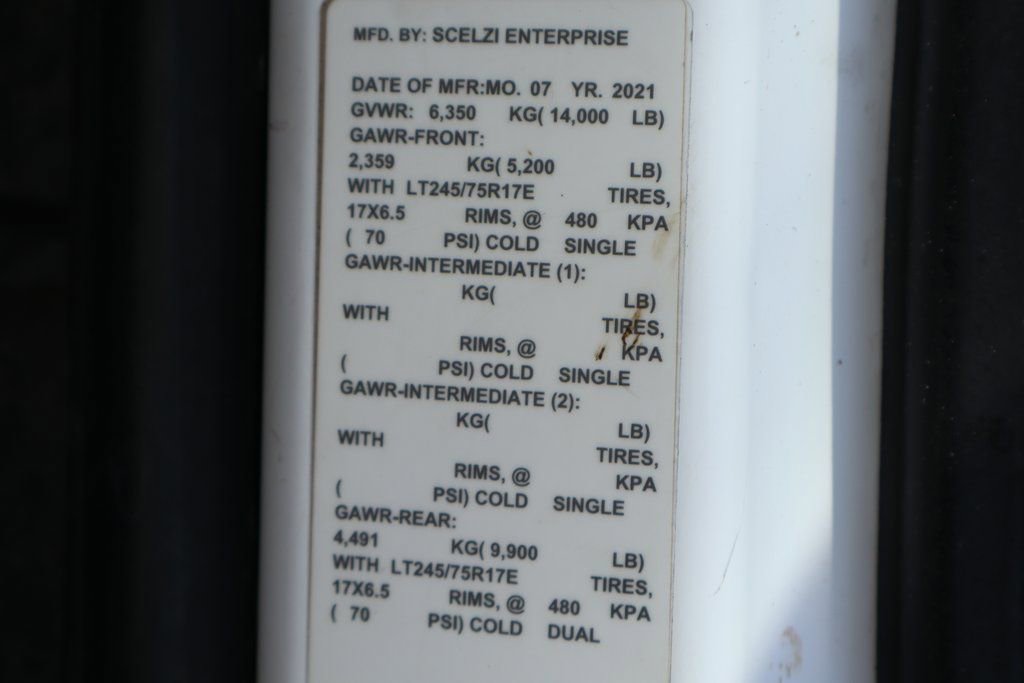 MFD. BY: SCELZI ENTERPRISE
DATE OF MFR:MO. 07 YR. 2021
GVWR: 6,350 KG( 14,000 LB)
GAWR-FRONT:
2,359 KG( 5,200 LB)
WITH LT245/75R17E TIRES,
17X6.5 RIMS, @ 480 KPA
( 70 PSI) COLD SINGLE
GAWR-INTERMEDIATE (1):
KG( LB)
WITH TIRES,
RIMS, @ KPA
( PSI) COLD SINGLE
GAWR-INTERMEDIATE (2):
KG( LB)
WITH TIRES,
RIMS, @ KPA
( PSI) COLD SINGLE
GAWR-REAR:
4,491 KG( 9,900 LB)
WITH LT245/75R17E TIRES,
17X6.5 RIMS, @ 480 KPA
( 70 PSI) COLD DUAL